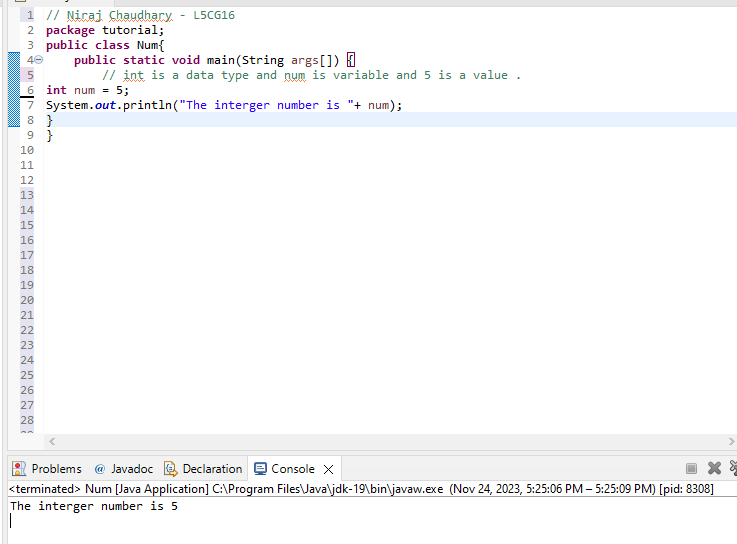 1 // Niraj Chaudhary - L5CG16
2 package tutorial;
3 public class Num{
4 public static void main(String args[]) {
5 // int is a data type and num is variable and 5 is a value .
6 int num = 5;
7 System.out.println("The interger number is "+ num);
8 }
9 }
10
11
12
13
14
15
16
17
18
19
20
21
22
23
24
25
26
27
28
Problems @ Javadoc Declaration Console
<terminated> Num [Java Application] C:\Program Files\Java\jdk-19\bin\javaw.exe (Nov 24, 2023, 5:25:06 PM – 5:25:09 PM) [pid: 8308]
The interger number is 5